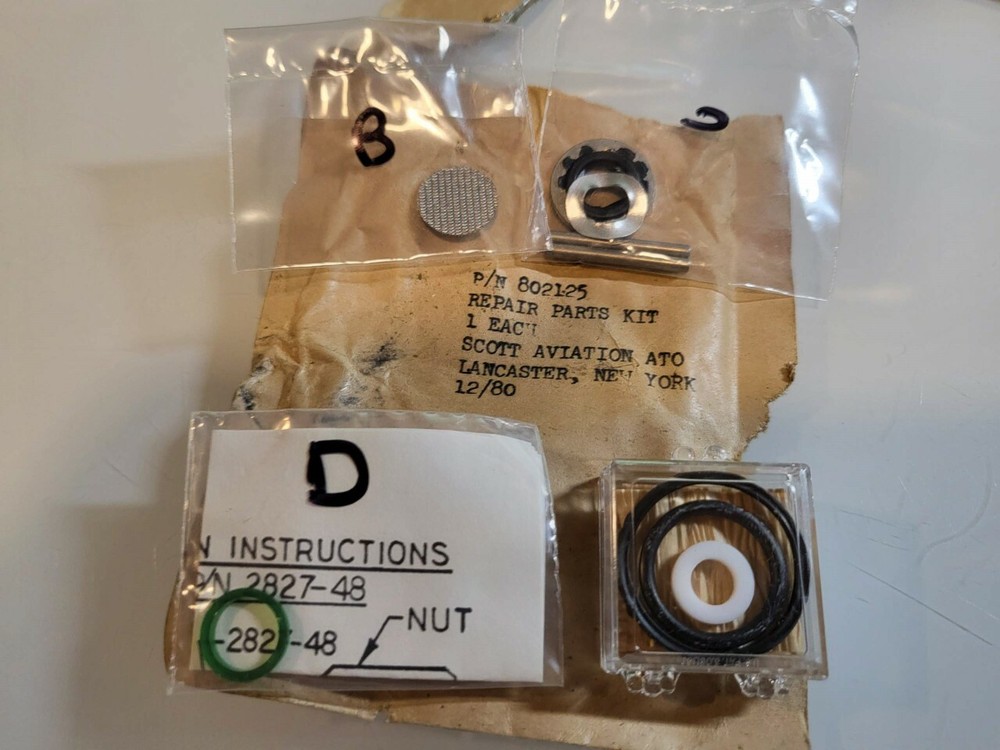 B
P/N 802125
REPAIR PARTS KIT
1 EACH
SCOTT AVIATION ATO
LANCASTER, NEW YORK
12/80
D
N INSTRUCTIONS
P/N 2827-48
-2827-48
NUT